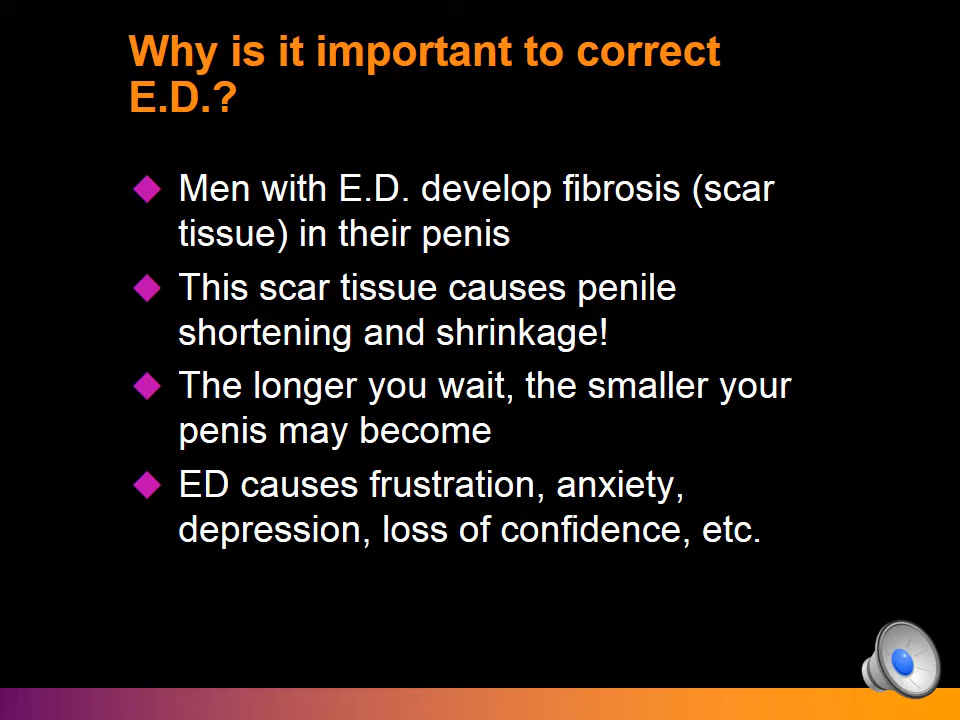 Why is it important to correct
E.D.?
Men with E.D. develop fibrosis (scar
tissue) in their penis
This scar tissue causes penile
shortening and shrinkage!
The longer you wait, the smaller your
penis may become
ED causes frustration, anxiety,
depression, loss of confidence, etc.